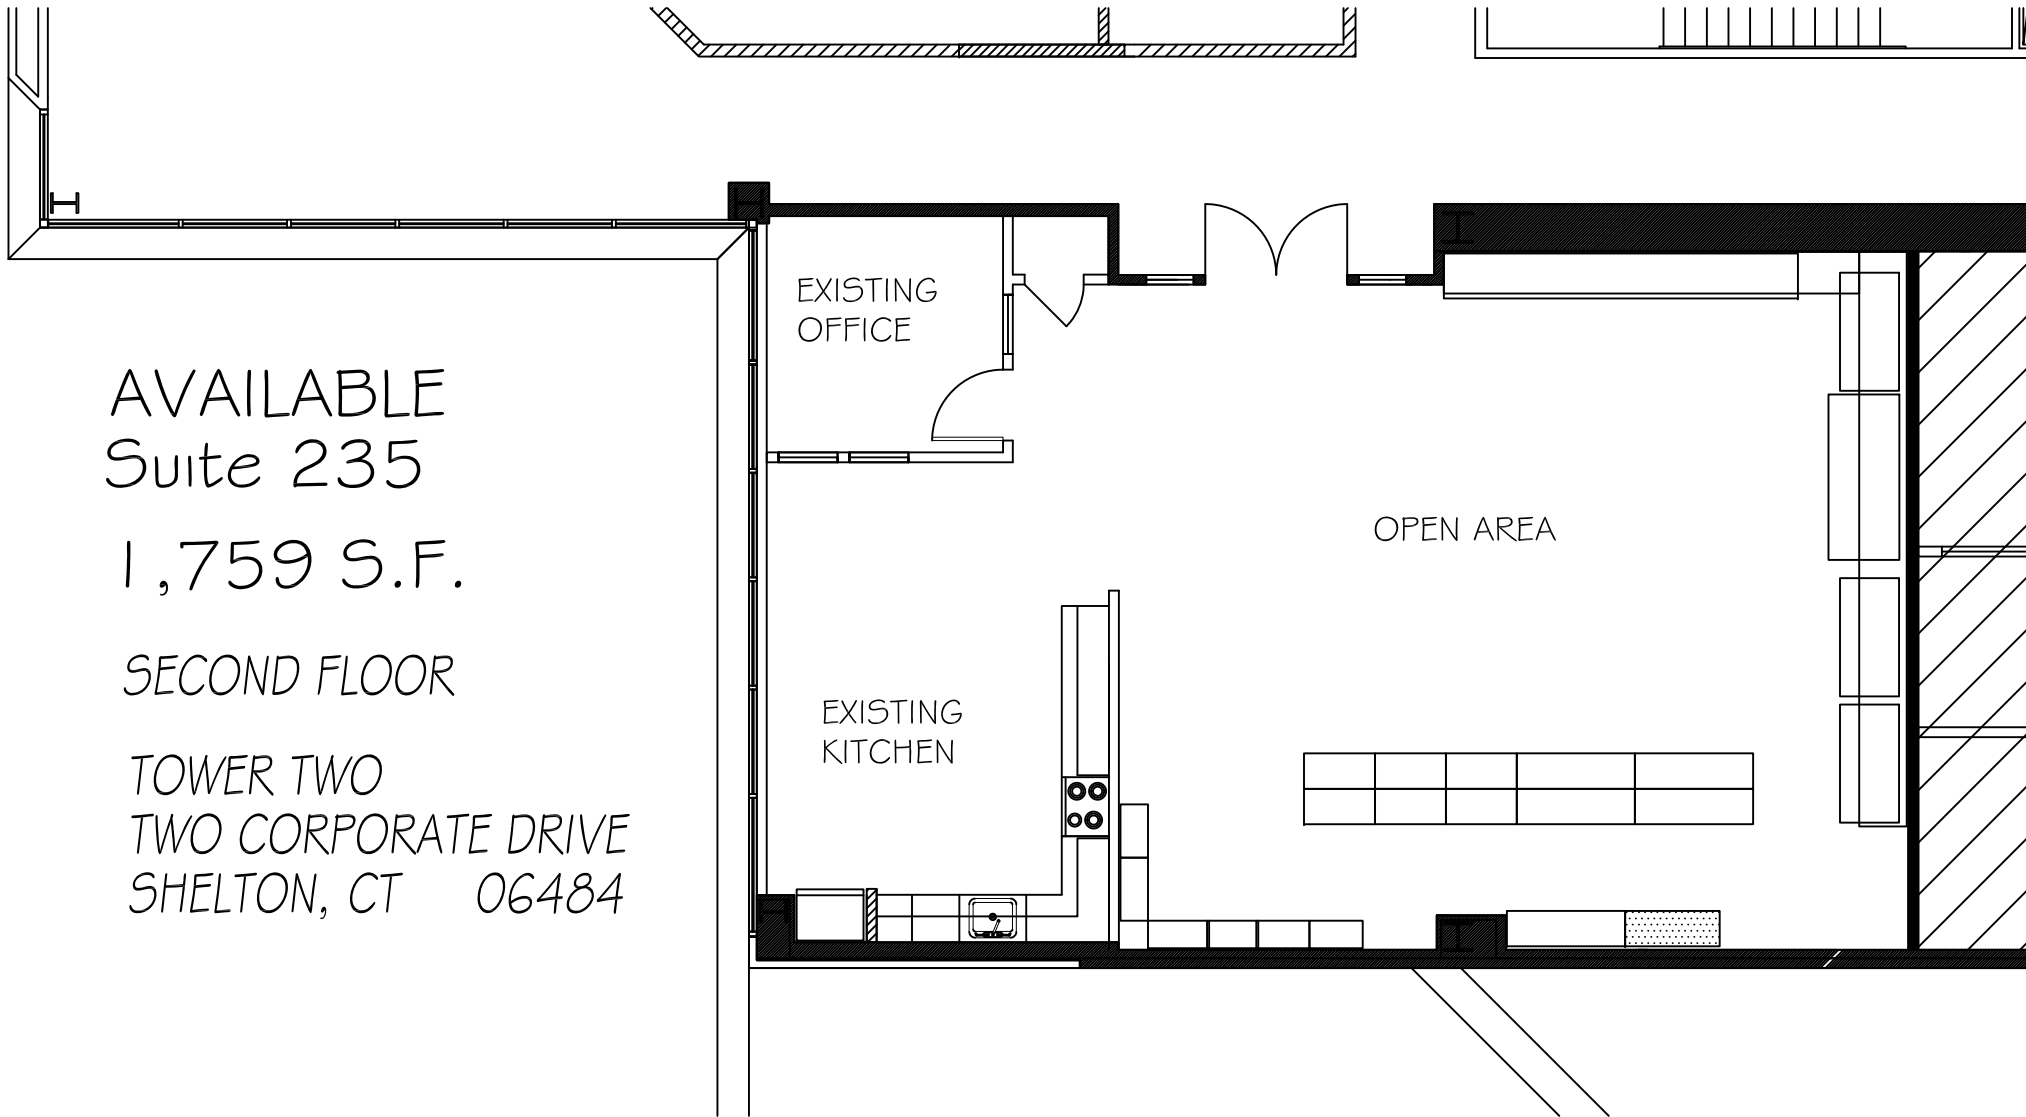 EXISTING
OFFICE
AVAILABLE
Suite 235
1,759 S.F.
SECOND FLOOR
TOWER TWO
TWO CORPORATE DRIVE
SHELTON, CT 06484
OPEN AREA
EXISTING
KITCHEN